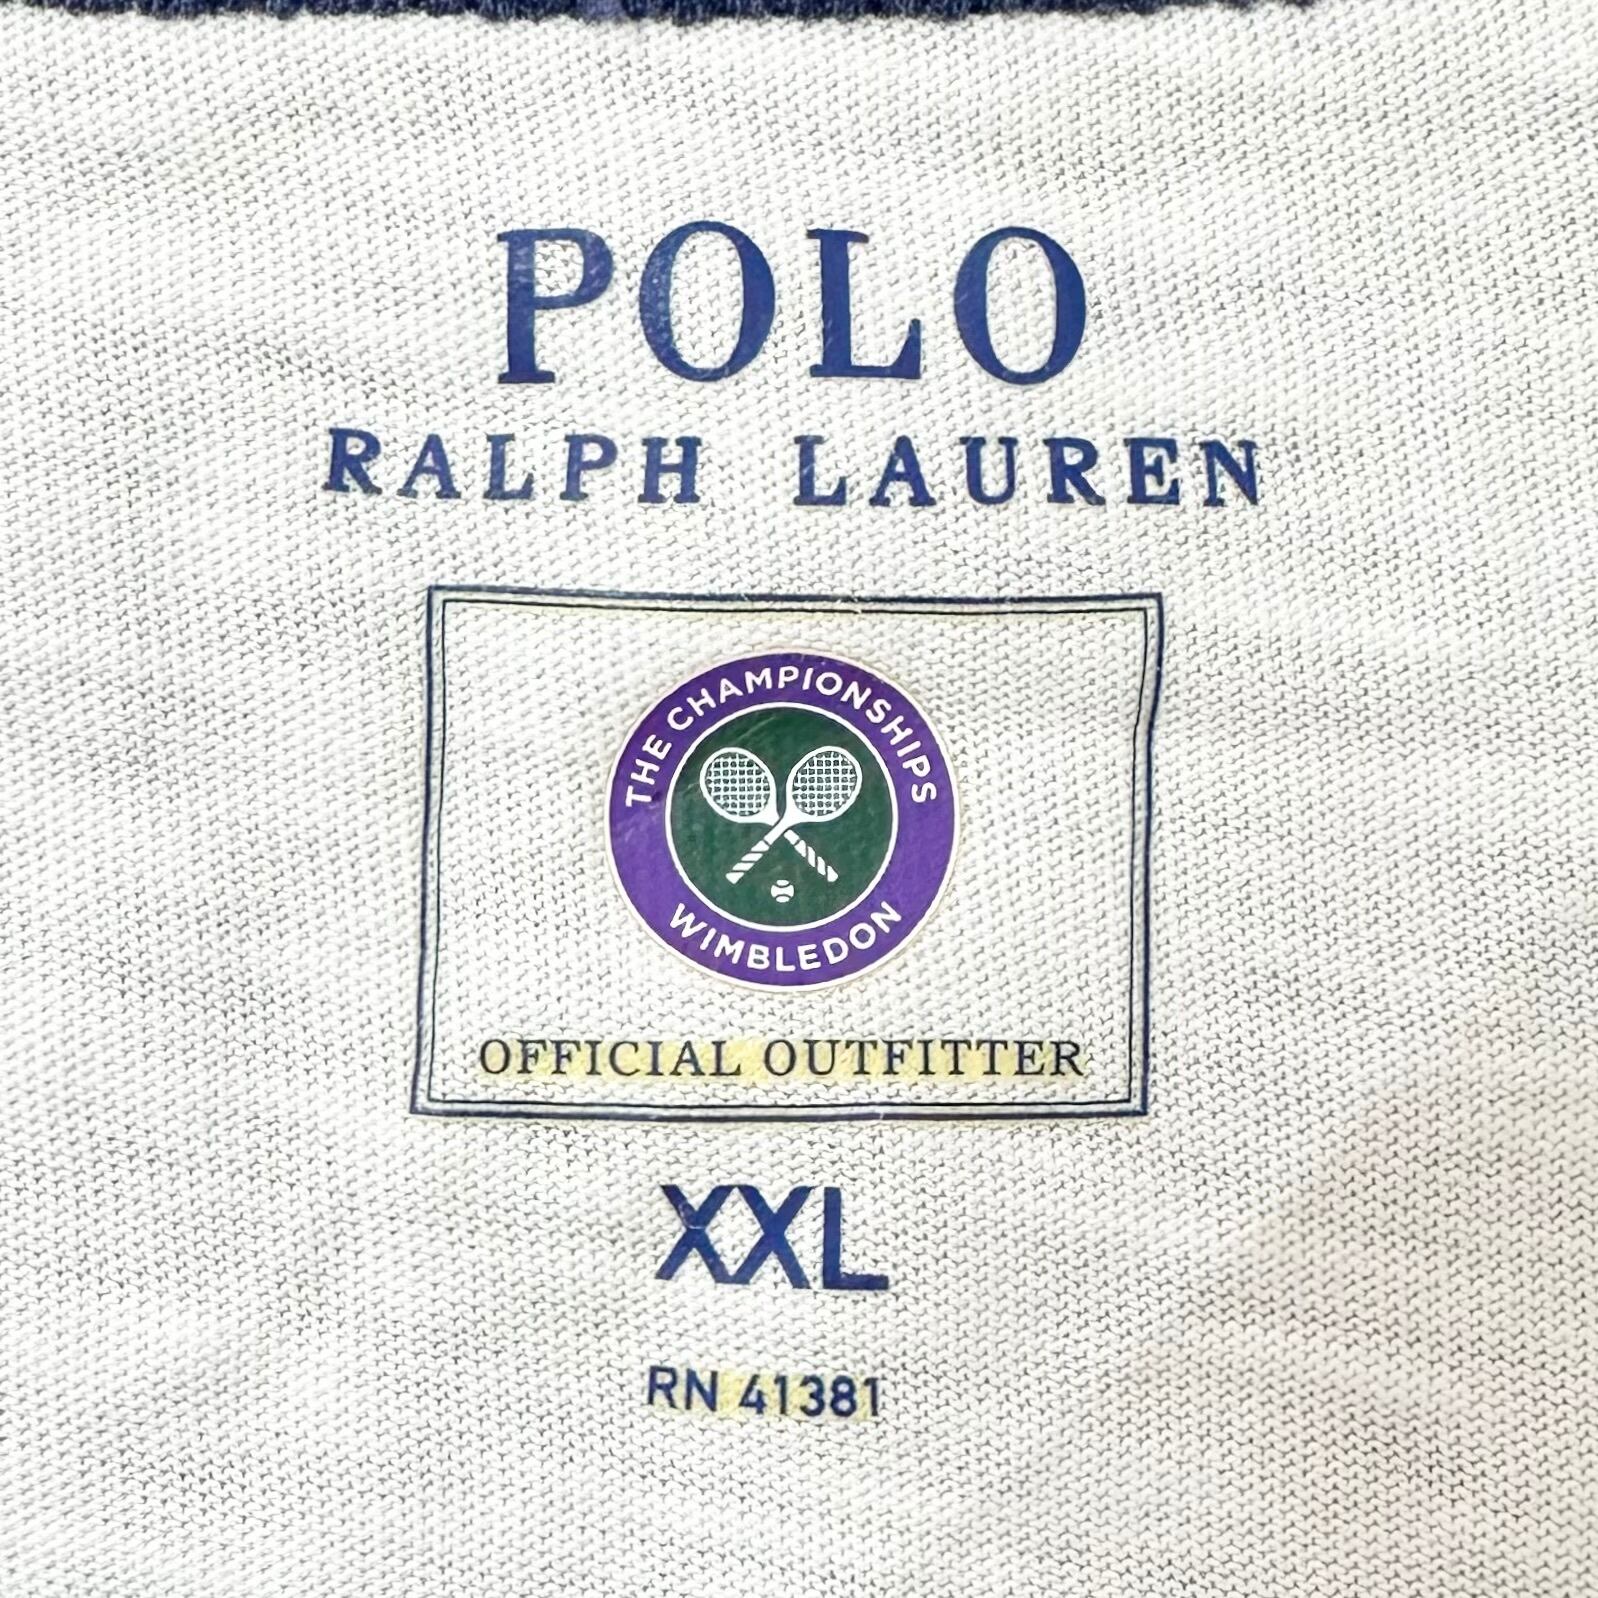 POLO
RALPH LAUREN
THE CHAMPIONSHIPS
WIMBLEDON
OFFICIAL OUTFITTER
XXL
RN 41381